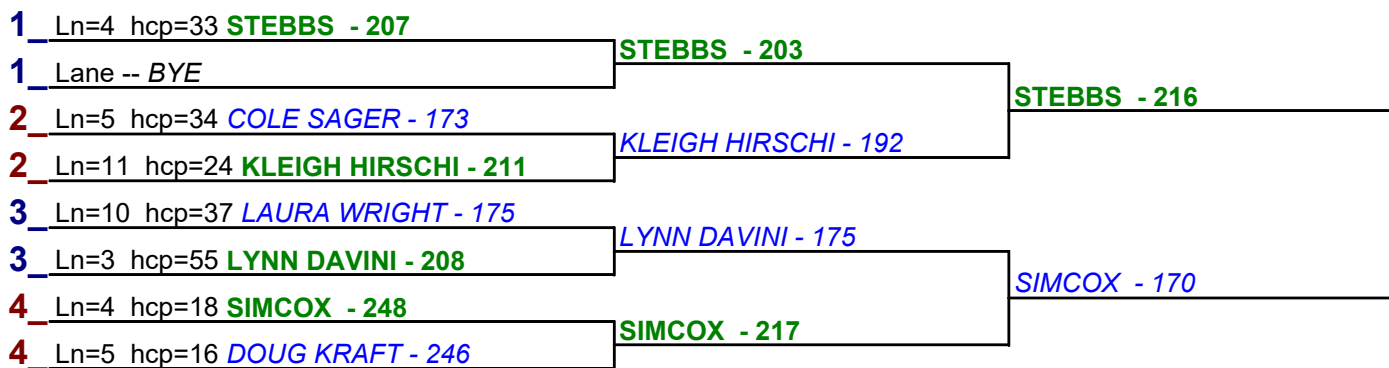 1_ Ln=4 hcp=33 STEBBS - 207
STEBBS - 203
1_ Lane -- BYE
STEBBS - 216
2_ Ln=5 hcp=34 COLE SAGER - 173
KLEIGH HIRSCHI - 192
2_ Ln=11 hcp=24 KLEIGH HIRSCHI - 211
3_ Ln=10 hcp=37 LAURA WRIGHT - 175
LYNN DAVINI - 175
3_ Ln=3 hcp=55 LYNN DAVINI - 208
SIMCOX - 170
4_ Ln=4 hcp=18 SIMCOX - 248
SIMCOX - 217
4_ Ln=5 hcp=16 DOUG KRAFT - 246